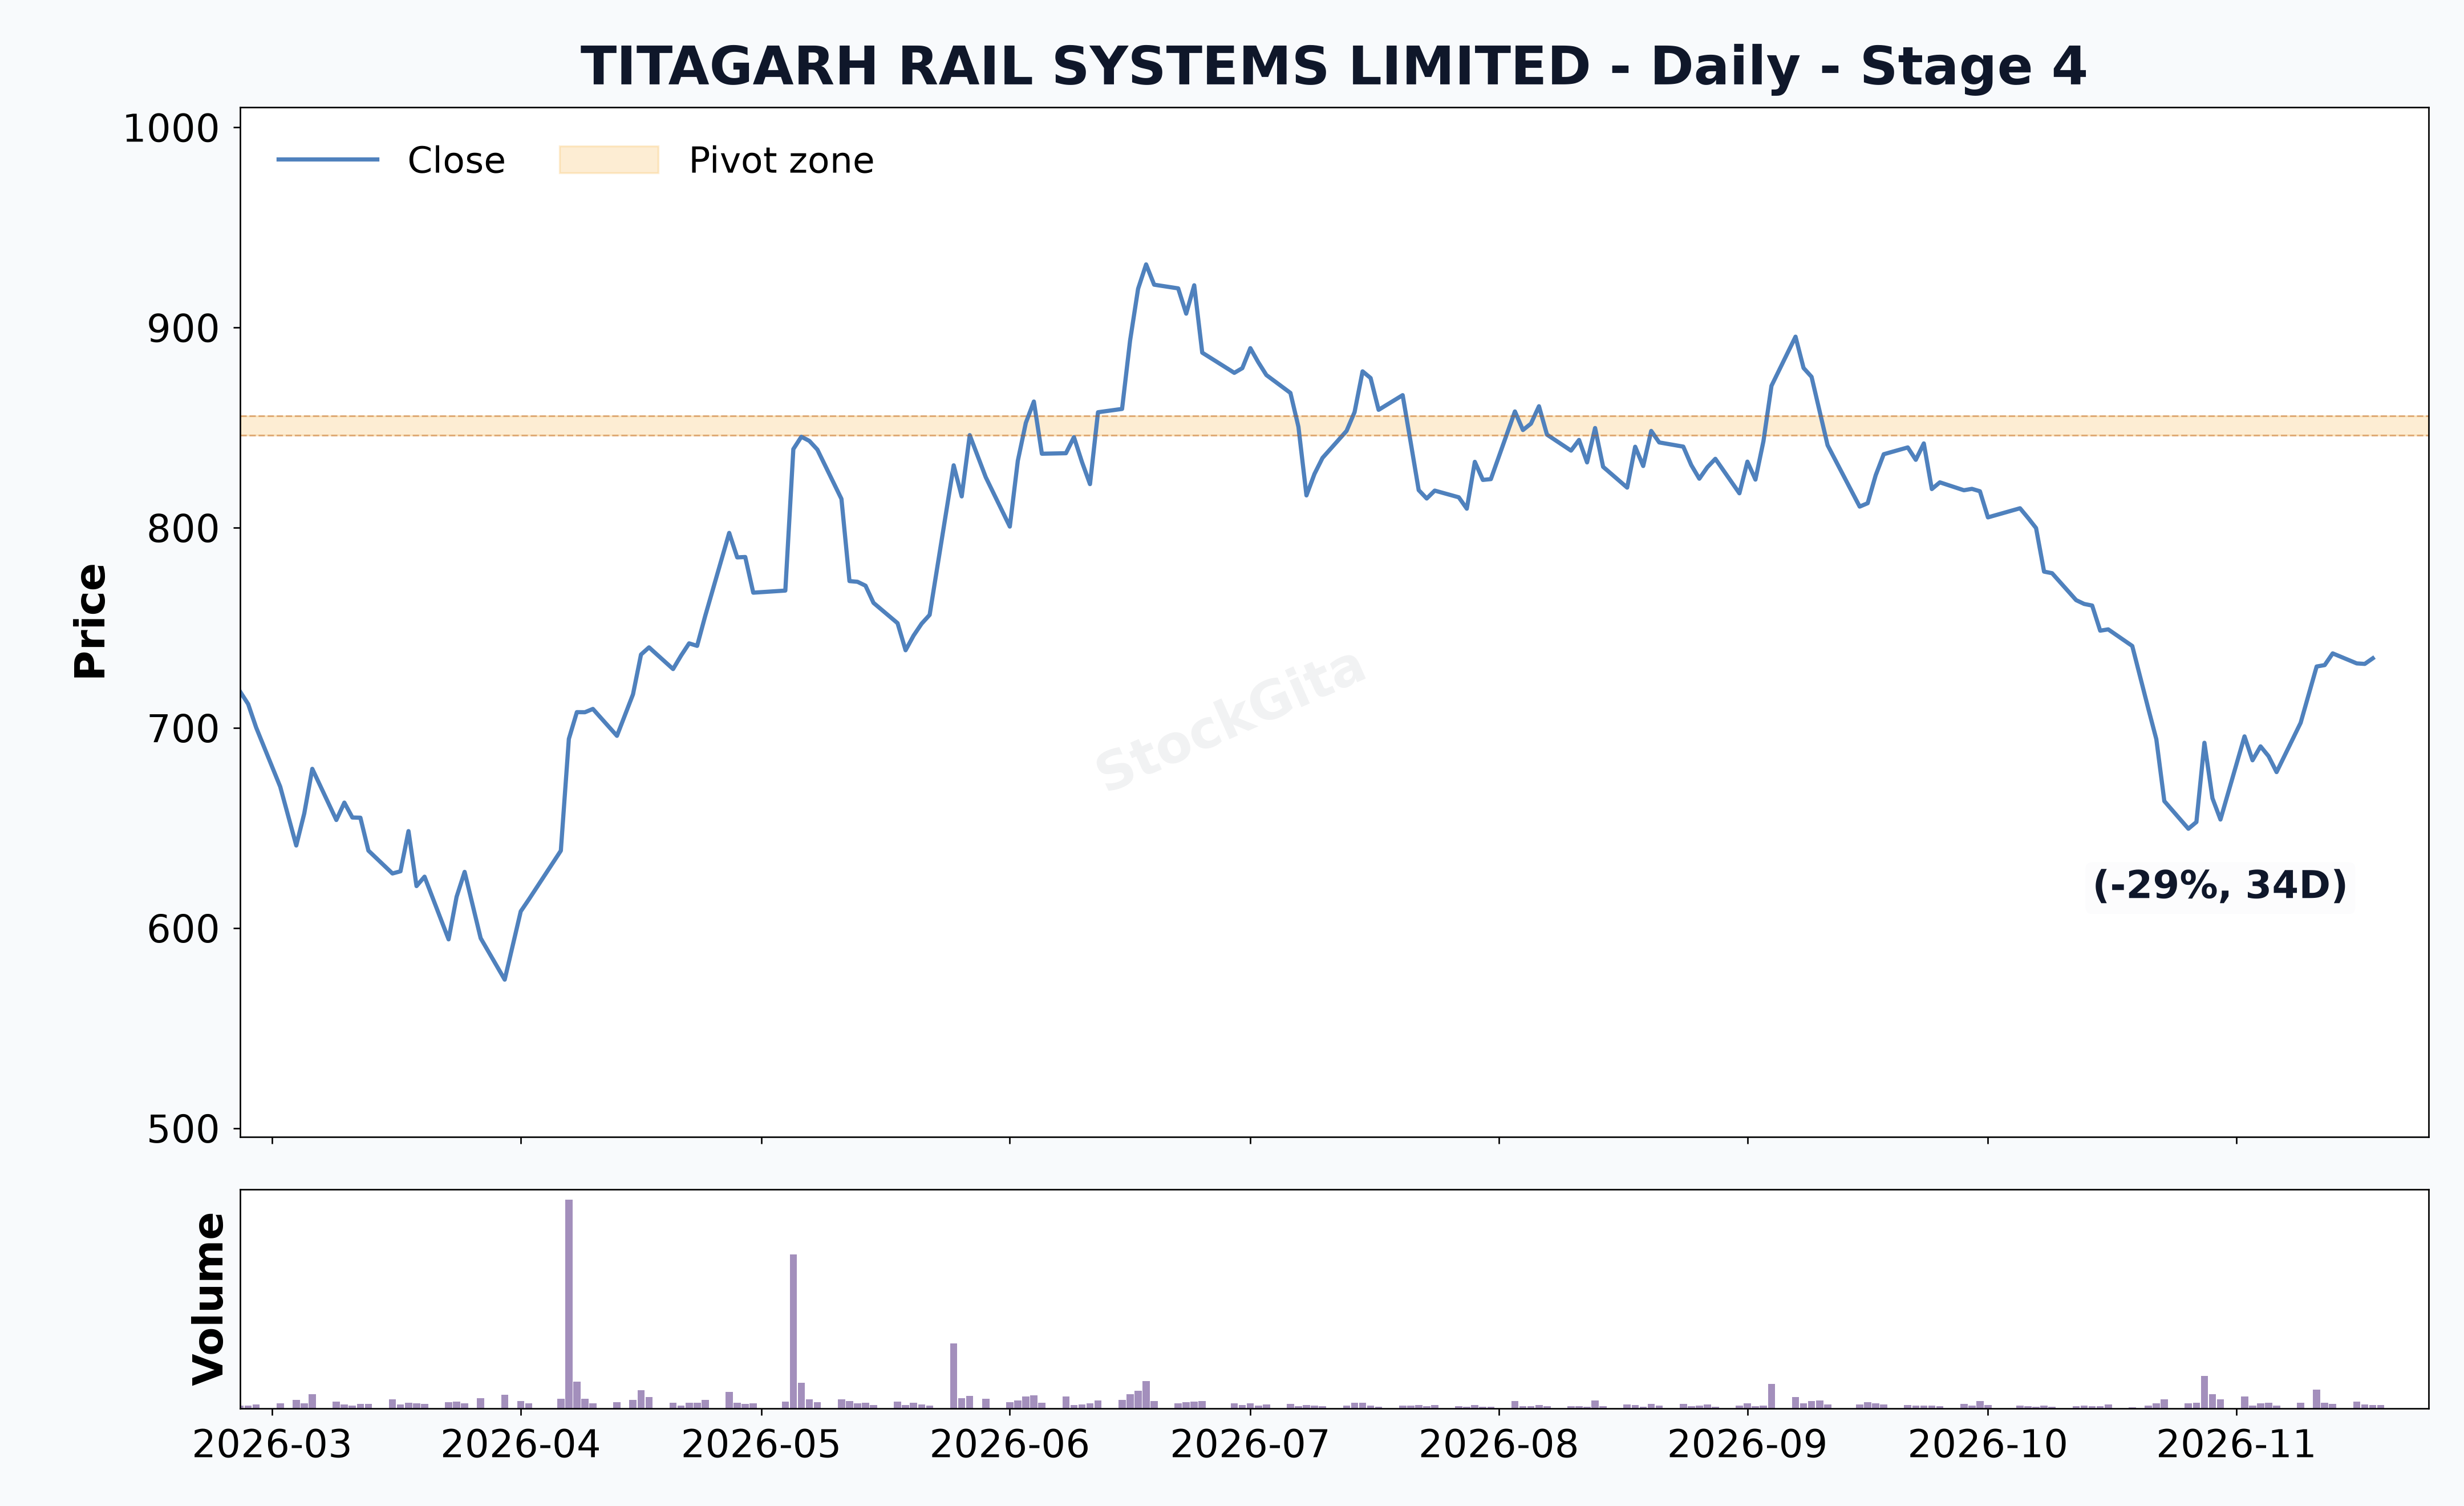 TITAGARH RAIL SYSTEMS LIMITED - Daily - Stage 4
Close
Pivot zone
Price
1000
900
800
700
600
500
StockGita
(-29%, 34D)
Volume
2026-03
2026-04
2026-05
2026-06
2026-07
2026-08
2026-09
2026-10
2026-11